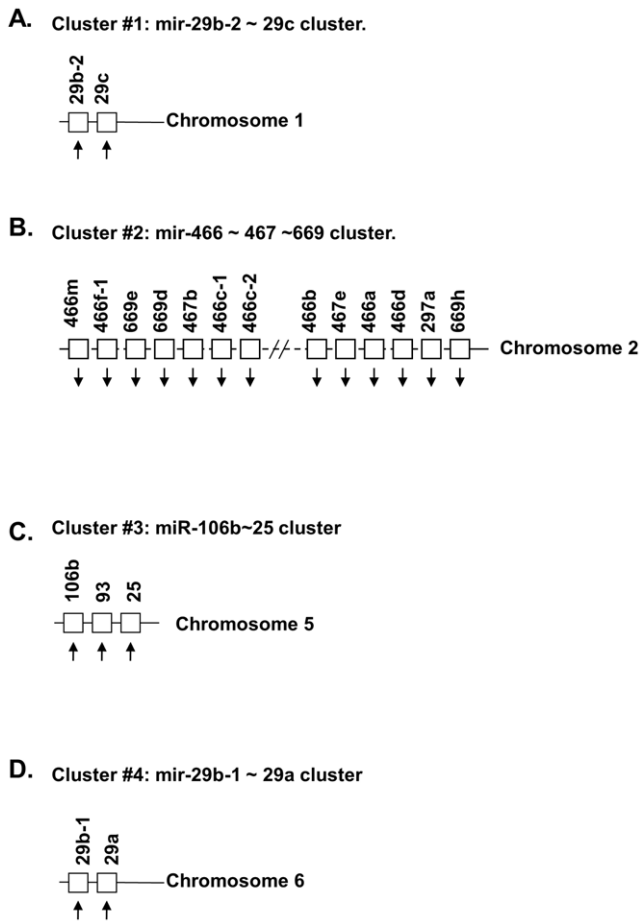 A. Cluster #1: mir-29b-2 ~ 29c cluster.
29b-2 29c
Chromosome 1
B. Cluster #2: mir-466 ~ 467 ~669 cluster.
466m 466f-1 669e 669d 467b 466c-1 466c-2 466b 467e 466a 466d 297a 669h
Chromosome 2
C. Cluster #3: miR-106b~25 cluster
106b 93 25
Chromosome 5
D. Cluster #4: mir-29b-1 ~ 29a cluster
29b-1 29a
Chromosome 6